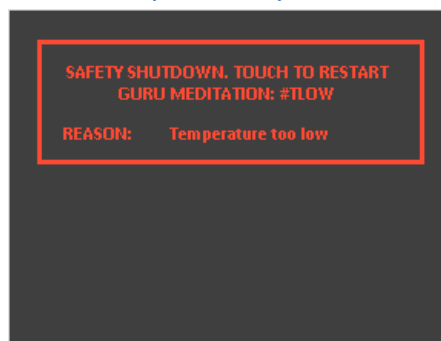 SAFETY SHUTDOWN. TOUCH TO RESTART
GURU MEDITATION: #TLOW
REASON: Temperature too low